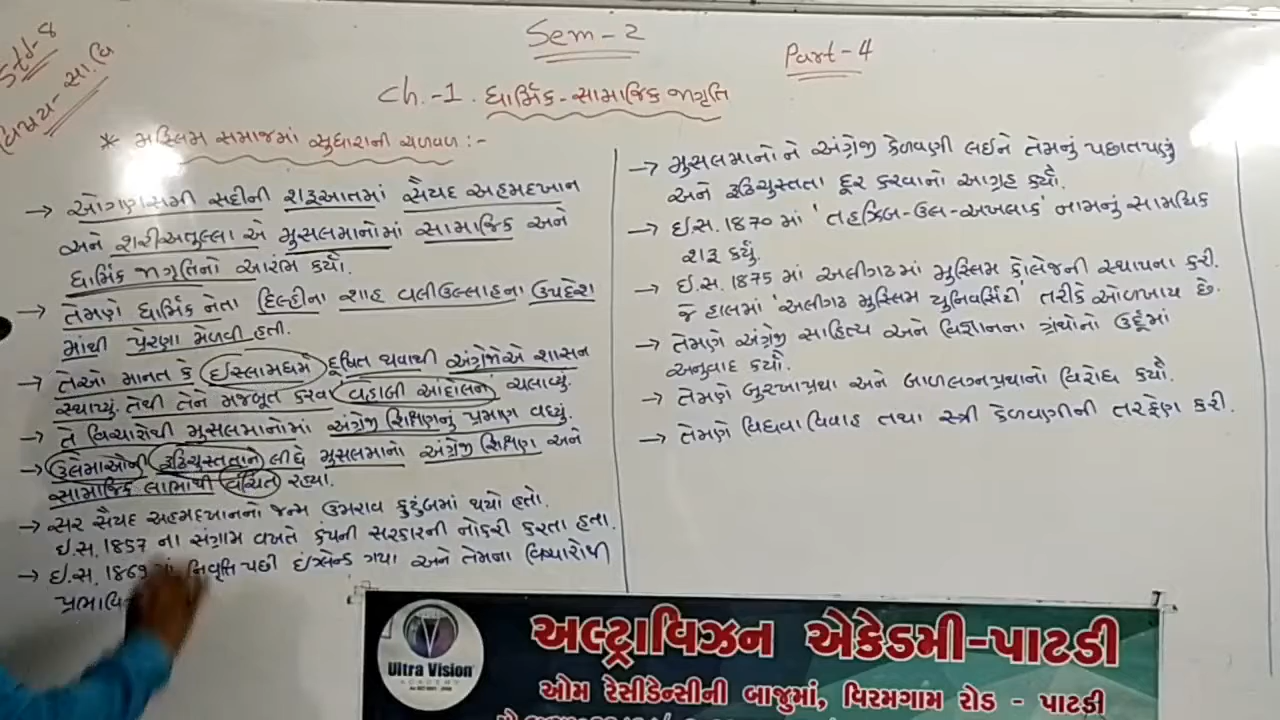 Std-8
વિષય- સા.વિ
Sem-2
Part-4
Ch.-1. ધાર્મિક-સામાજિક જાગૃતિ
* મુસ્લિમ સમાજમાં સુધારાની ચળવળ :-
→ ઓગણસમી સદીની શરૂઆતમાં સૈયદ અહમદખાન
અને શરીઅતુલ્લા એ મુસલમાનોમાં સામાજિક અને
ધાર્મિક જાગૃતિનો આરંભ કર્યો.
→ તેમણે ધાર્મિક નેતા દિલ્હીના શાહ વલીઉલ્લાહના ઉપદેશ
માંથી પ્રેરણા મેળવી હતી.
→ તેઓ માનતા કે ઈસ્લામધર્મ દૂષિત થવાથી અંગ્રેજોએ શાસન
સ્થાપ્યું. તેથી તેને મજબૂત કરવા વહાબી આંદોલન ચલાવ્યું.
→ તે વિચારોથી મુસલમાનોમાં અંગ્રેજી શિક્ષણનું પ્રમાણ વધ્યું.
→ ઉલેમાઓની રૂઢિચુસ્તતાને લીધે મુસલમાનો અંગ્રેજી શિક્ષણ અને
સામાજિક લાભોથી વંચિત રહ્યા.
→ સર સૈયદ અહમદખાનનો જન્મ ઉમરાવ કુટુંબમાં થયો હતો.
ઇ.સ. 1857 ના સંગ્રામ વખતે કંપની સરકારની નોકરી કરતા હતા.
→ ઇ.સ. 1869 માં નિવૃત્તિ પછી ઇંગ્લેન્ડ ગયા અને તેમના વિચારોથી
→ મુસલમાનોને અંગ્રેજી કેળવણી લઈને તેમનું પછાતપણું
અને રૂઢિચુસ્તતા દૂર કરવાનો આગ્રહ કર્યો.
→ ઇ.સ. 1870 માં 'તહઝિબ-ઉલ-અખલાક' નામનું સામયિક
શરૂ કર્યું.
→ ઇ.સ. 1875 માં અલીગઢમાં મુસ્લિમ કોલેજની સ્થાપના કરી.
જે હાલમાં 'અલીગઢ મુસ્લિમ યુનિવર્સિટી' તરીકે ઓળખાય છે.
→ તેમણે અંગ્રેજી સાહિત્ય અને વિજ્ઞાનના ગ્રંથોનો ઉર્દૂમાં
અનુવાદ કર્યો.
→ તેમણે બુરખાપ્રથા અને બાળલગ્નપ્રથાનો વિરોધ કર્યો.
→ તેમણે વિધવા વિવાહ તથા સ્ત્રી કેળવણીની તરફેણ કરી.
Ultra Vision
ACADEMY
અલ્ટ્રાવિઝન એકેડમી-પાટડી
ઓમ રેસીડેન્સીની બાજુમાં, વિરમગામ રોડ - પાટડી